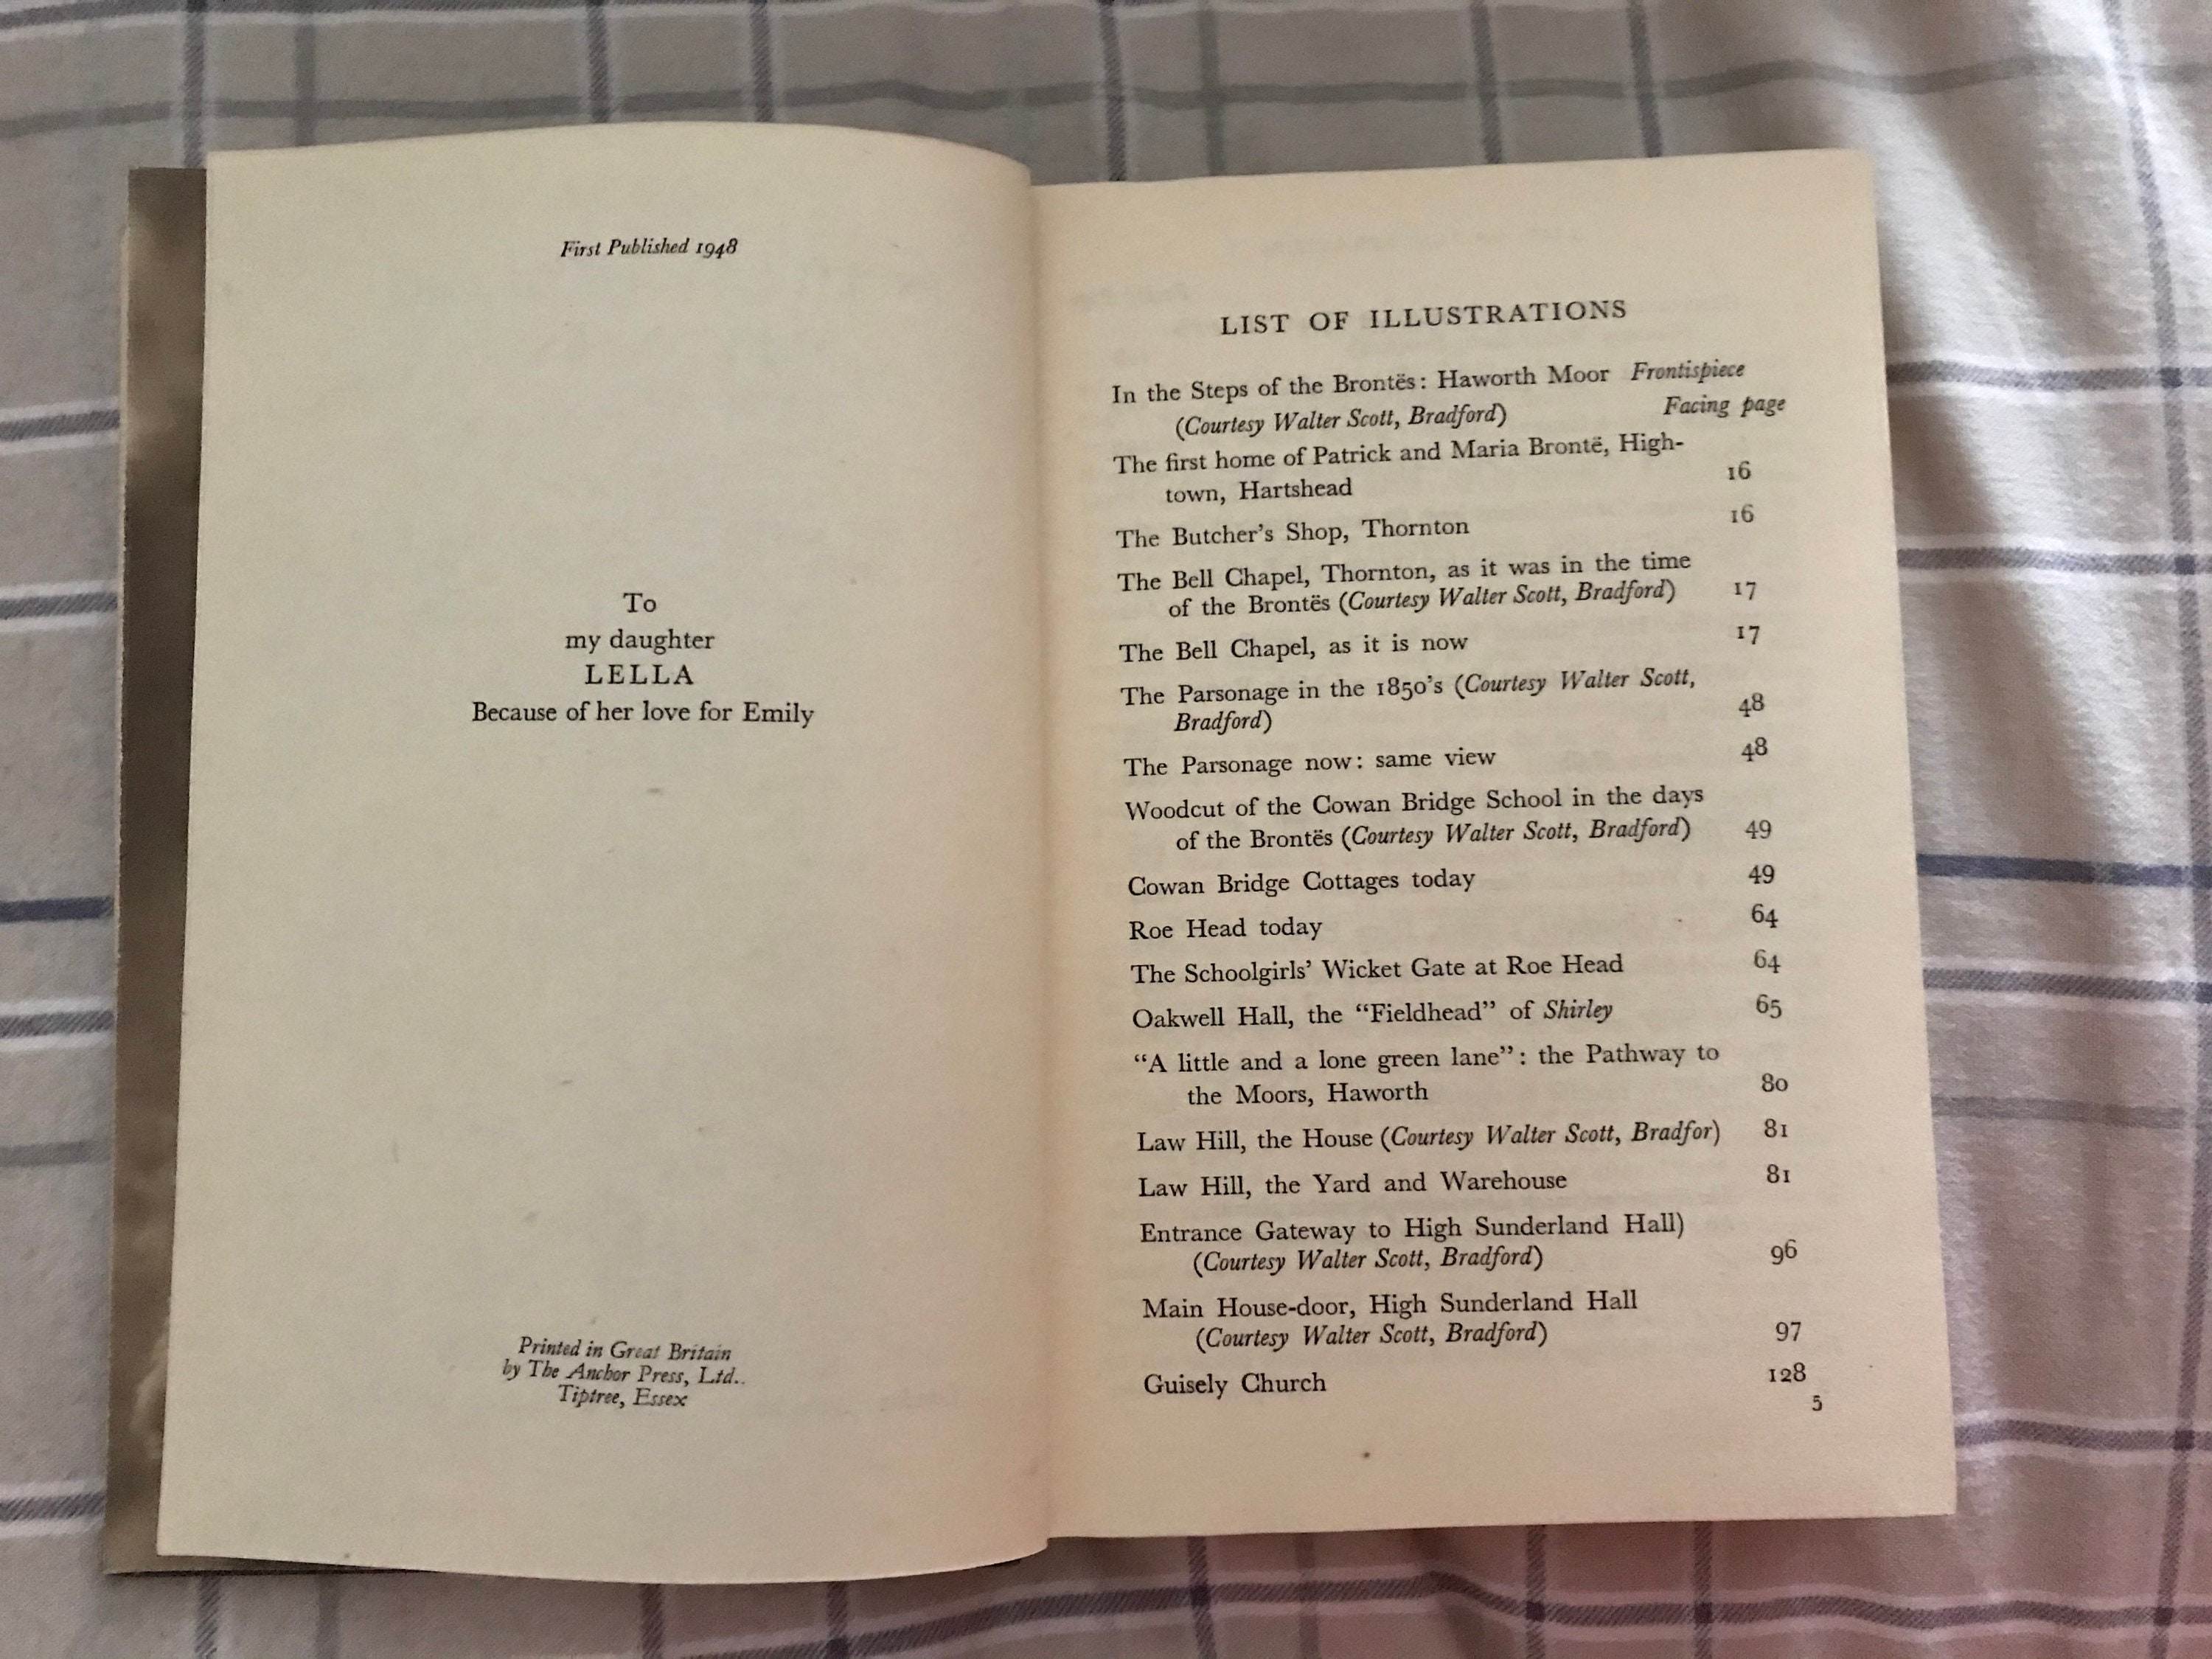 First Published 1948
To
my daughter
LELLA
Because of her love for Emily
Printed in Great Britain
by The Anchor Press, Ltd..
Tiptree, Essex
LIST OF ILLUSTRATIONS
In the Steps of the Brontës: Haworth Moor Frontispiece
(Courtesy Walter Scott, Bradford) Facing page
The first home of Patrick and Maria Brontë, High-
town, Hartshead 16
The Butcher's Shop, Thornton 16
The Bell Chapel, Thornton, as it was in the time
of the Brontës (Courtesy Walter Scott, Bradford) 17
The Bell Chapel, as it is now 17
The Parsonage in the 1850's (Courtesy Walter Scott,
Bradford) 48
The Parsonage now: same view 48
Woodcut of the Cowan Bridge School in the days
of the Brontës (Courtesy Walter Scott, Bradford) 49
Cowan Bridge Cottages today 49
Roe Head today 64
The Schoolgirls' Wicket Gate at Roe Head 64
Oakwell Hall, the "Fieldhead" of Shirley 65
"A little and a lone green lane": the Pathway to
the Moors, Haworth 80
Law Hill, the House (Courtesy Walter Scott, Bradfor) 81
Law Hill, the Yard and Warehouse 81
Entrance Gateway to High Sunderland Hall)
(Courtesy Walter Scott, Bradford) 96
Main House-door, High Sunderland Hall
(Courtesy Walter Scott, Bradford) 97
Guisely Church 128
5